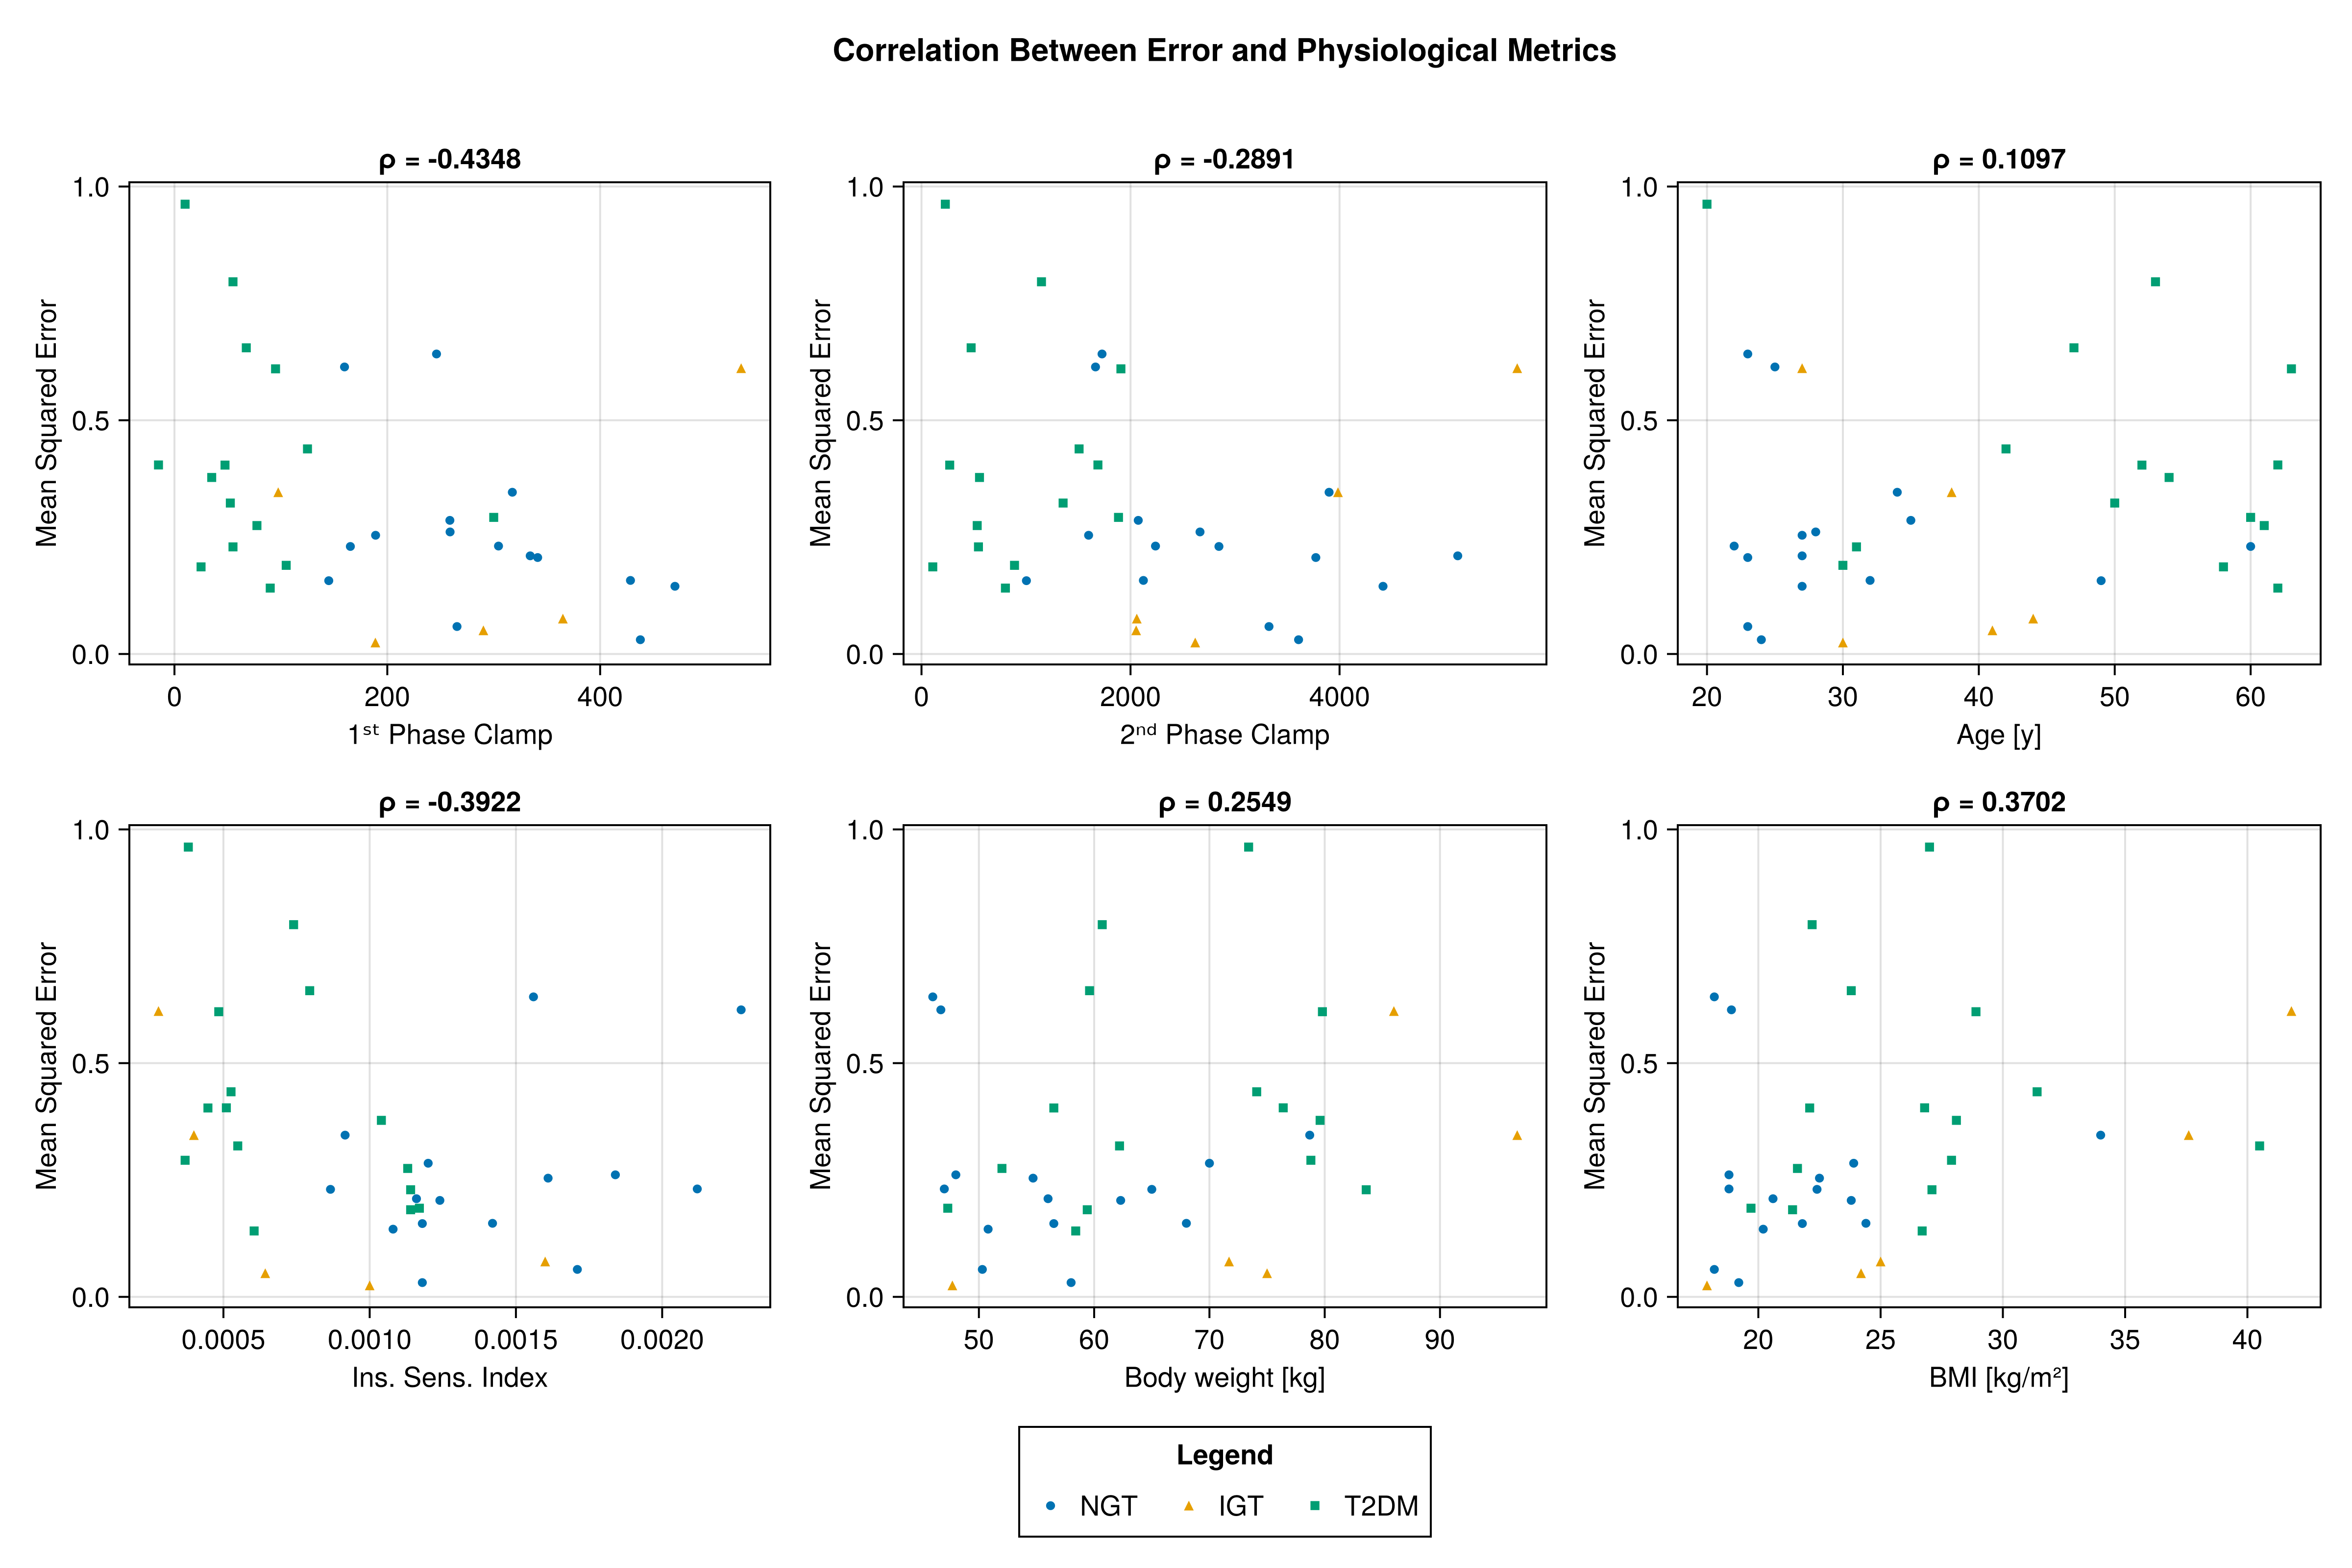 Correlation Between Error and Physiological Metrics
ρ = -0.4348
1.0
0.5
0.0
Mean Squared Error
0 200 400
1ˢᵗ Phase Clamp
ρ = -0.2891
1.0
0.5
0.0
Mean Squared Error
0 2000 4000
2ⁿᵈ Phase Clamp
ρ = 0.1097
1.0
0.5
0.0
Mean Squared Error
20 30 40 50 60
Age [y]
ρ = -0.3922
1.0
0.5
0.0
Mean Squared Error
0.0005 0.0010 0.0015 0.0020
Ins. Sens. Index
ρ = 0.2549
1.0
0.5
0.0
Mean Squared Error
50 60 70 80 90
Body weight [kg]
ρ = 0.3702
1.0
0.5
0.0
Mean Squared Error
20 25 30 35 40
BMI [kg/m²]
Legend
NGT IGT T2DM